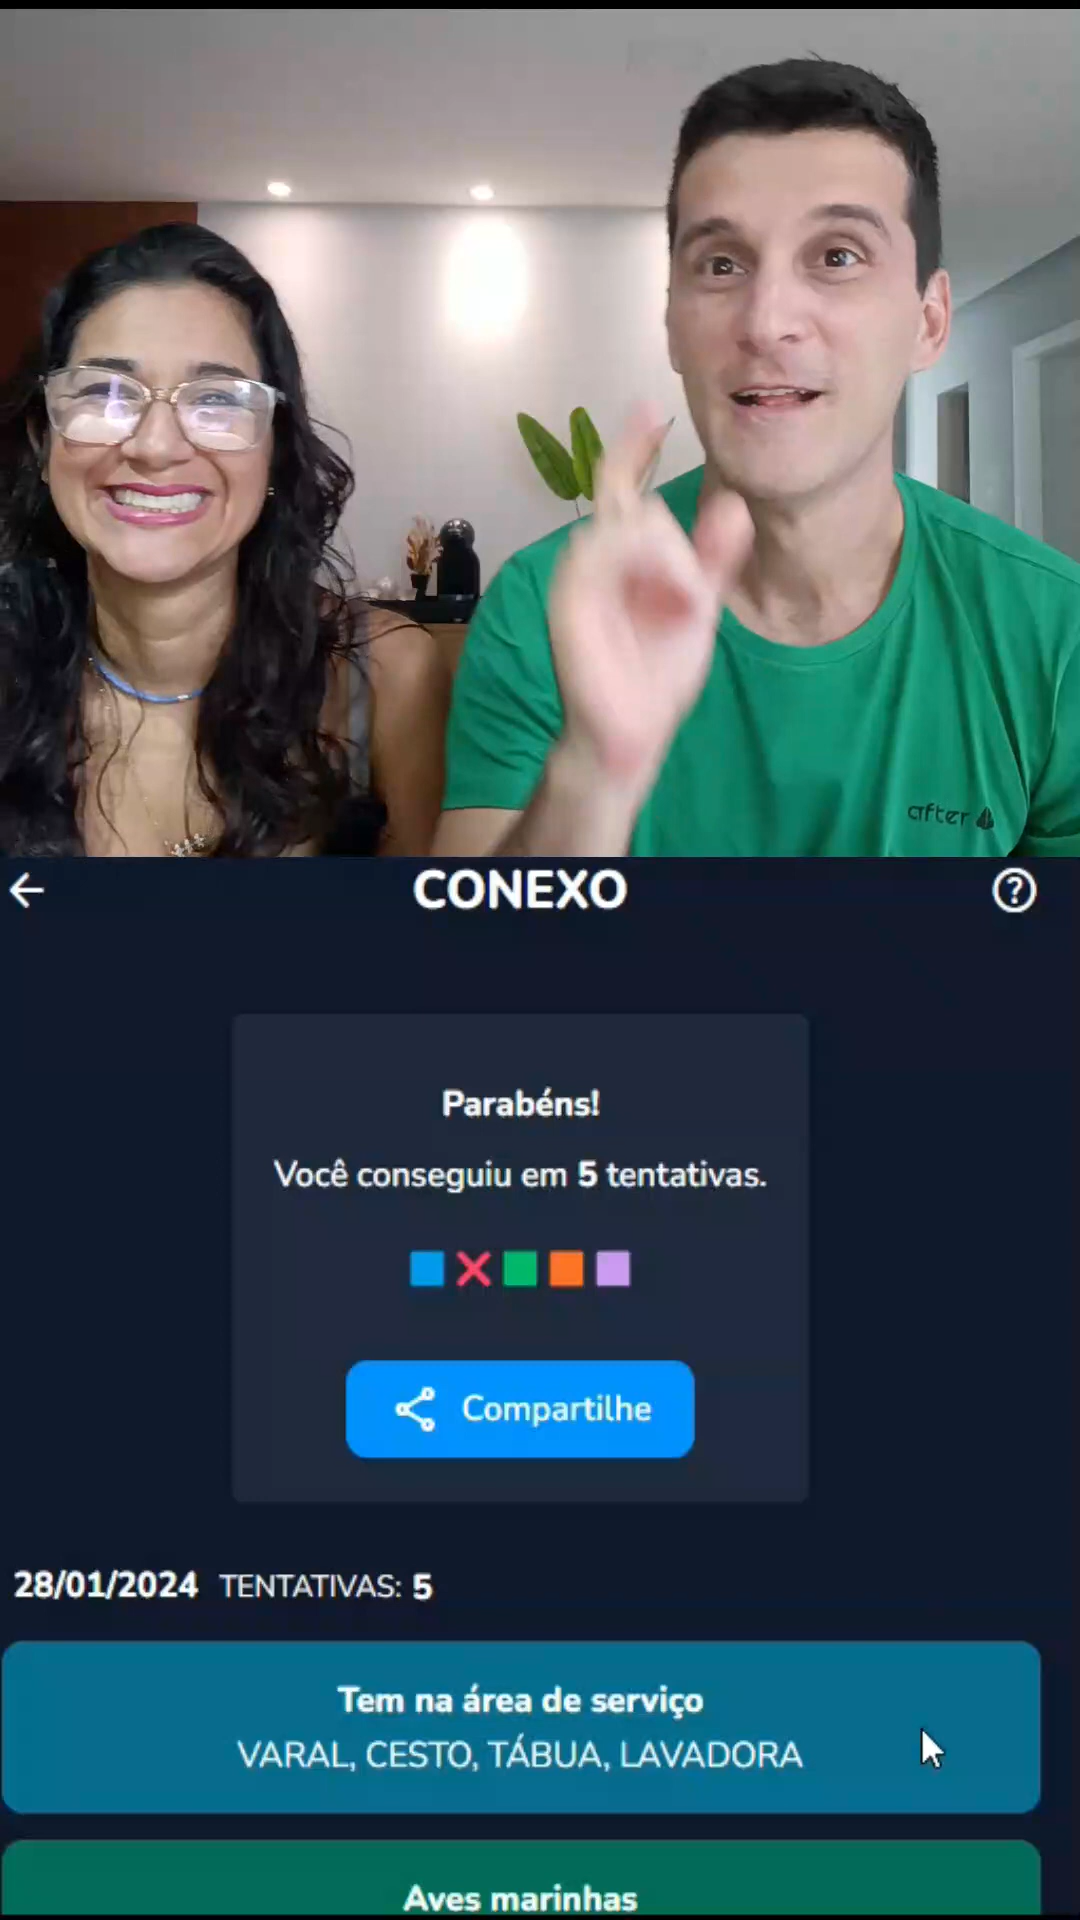 after
CONEXO
Parabéns!
Você conseguiu em 5 tentativas.
Compartilhe
28/01/2024 TENTATIVAS: 5
Tem na área de serviço
VARAL, CESTO, TÁBUA, LAVADORA
Aves marinhas